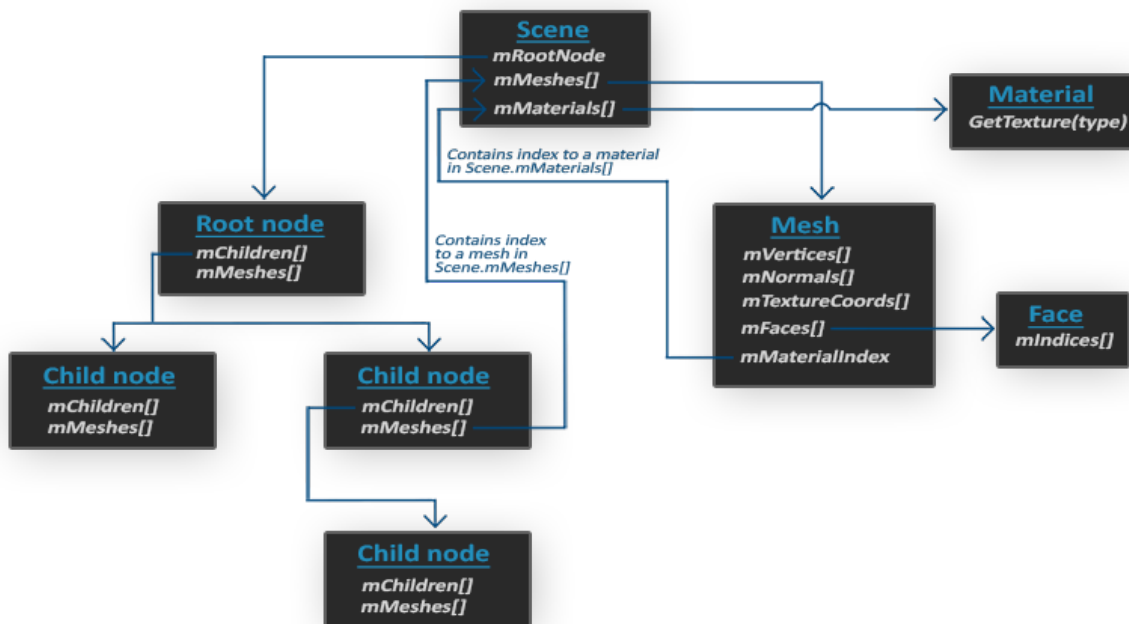 Scene
mRootNode
mMeshes[]
mMaterials[]
Material
GetTexture(type)
Contains index to a material
in Scene.mMaterials[]
Root node
mChildren[]
mMeshes[]
Contains index
to a mesh in
Scene.mMeshes[]
Mesh
mVertices[]
mNormals[]
mTextureCoords[]
mFaces[]
mMaterialIndex
Face
mIndices[]
Child node
mChildren[]
mMeshes[]
Child node
mChildren[]
mMeshes[]
Child node
mChildren[]
mMeshes[]